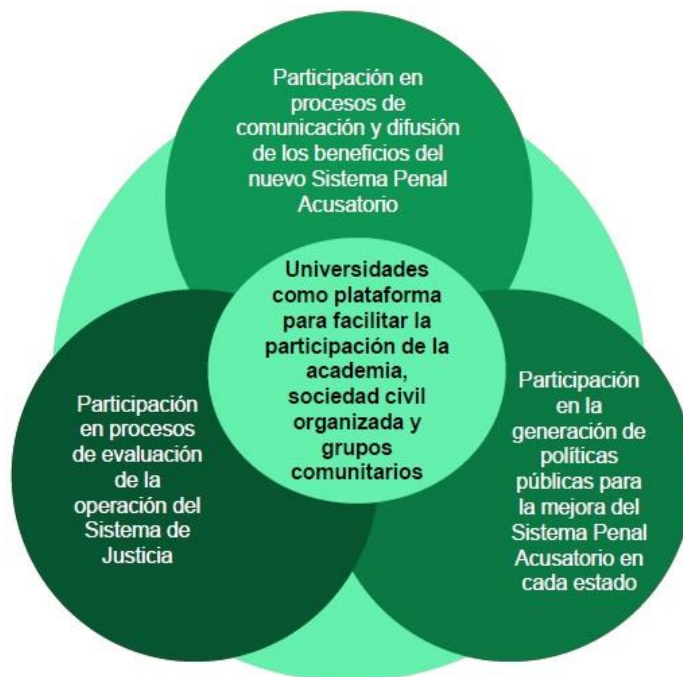 Participación en
procesos de
comunicación y difusión
de los beneficios del
nuevo Sistema Penal
Acusatorio
Universidades
como plataforma
para facilitar la
participación de la
academia,
sociedad civil
organizada y
grupos
comunitarios
Participación
en procesos
de evaluación
de la
operación del
Sistema de
Justicia
Participación
en la
generación de
políticas
públicas para
la mejora del
Sistema Penal
Acusatorio en
cada estado